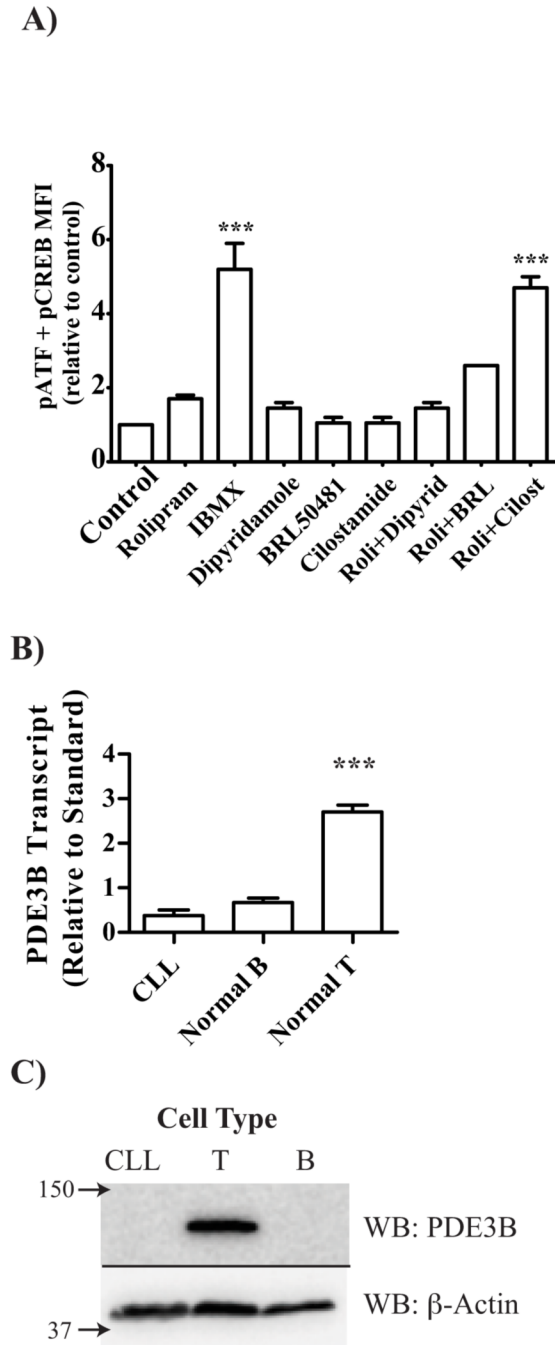 A)
pATF + pCREB MFI
(relative to control)
8
6
4
2
0
***
***
Control
Rolipram
IBMX
Dipyridamole
BRL50481
Cilostamide
Roli+Dipyrid
Roli+BRL
Roli+Cilost
B)
PDE3B Transcript
(Relative to Standard)
4
3
2
1
0
***
CLL
Normal B
Normal T
C)
Cell Type
CLL T B
150
WB: PDE3B
WB: β-Actin
37